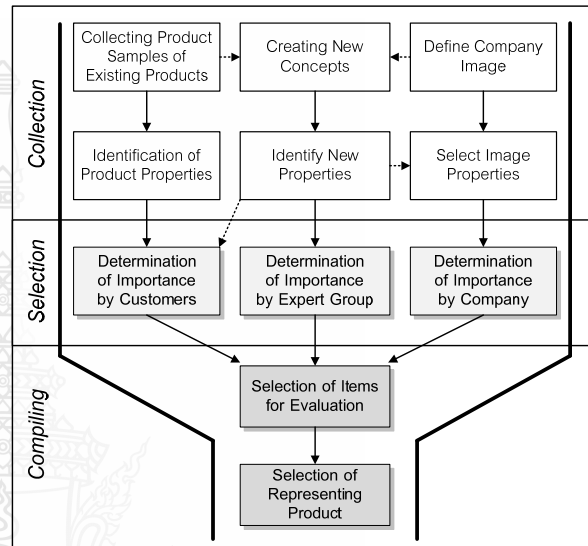 Collection
Collecting Product
Samples of
Existing Products
Creating New
Concepts
Define Company
Image
Identification of
Product Properties
Identify New
Properties
Select Image
Properties
Selection
Determination
of Importance
by Customers
Determination
of Importance
by Expert Group
Determination
of Importance
by Company
Compiling
Selection of Items
for Evaluation
Selection of
Representing
Product